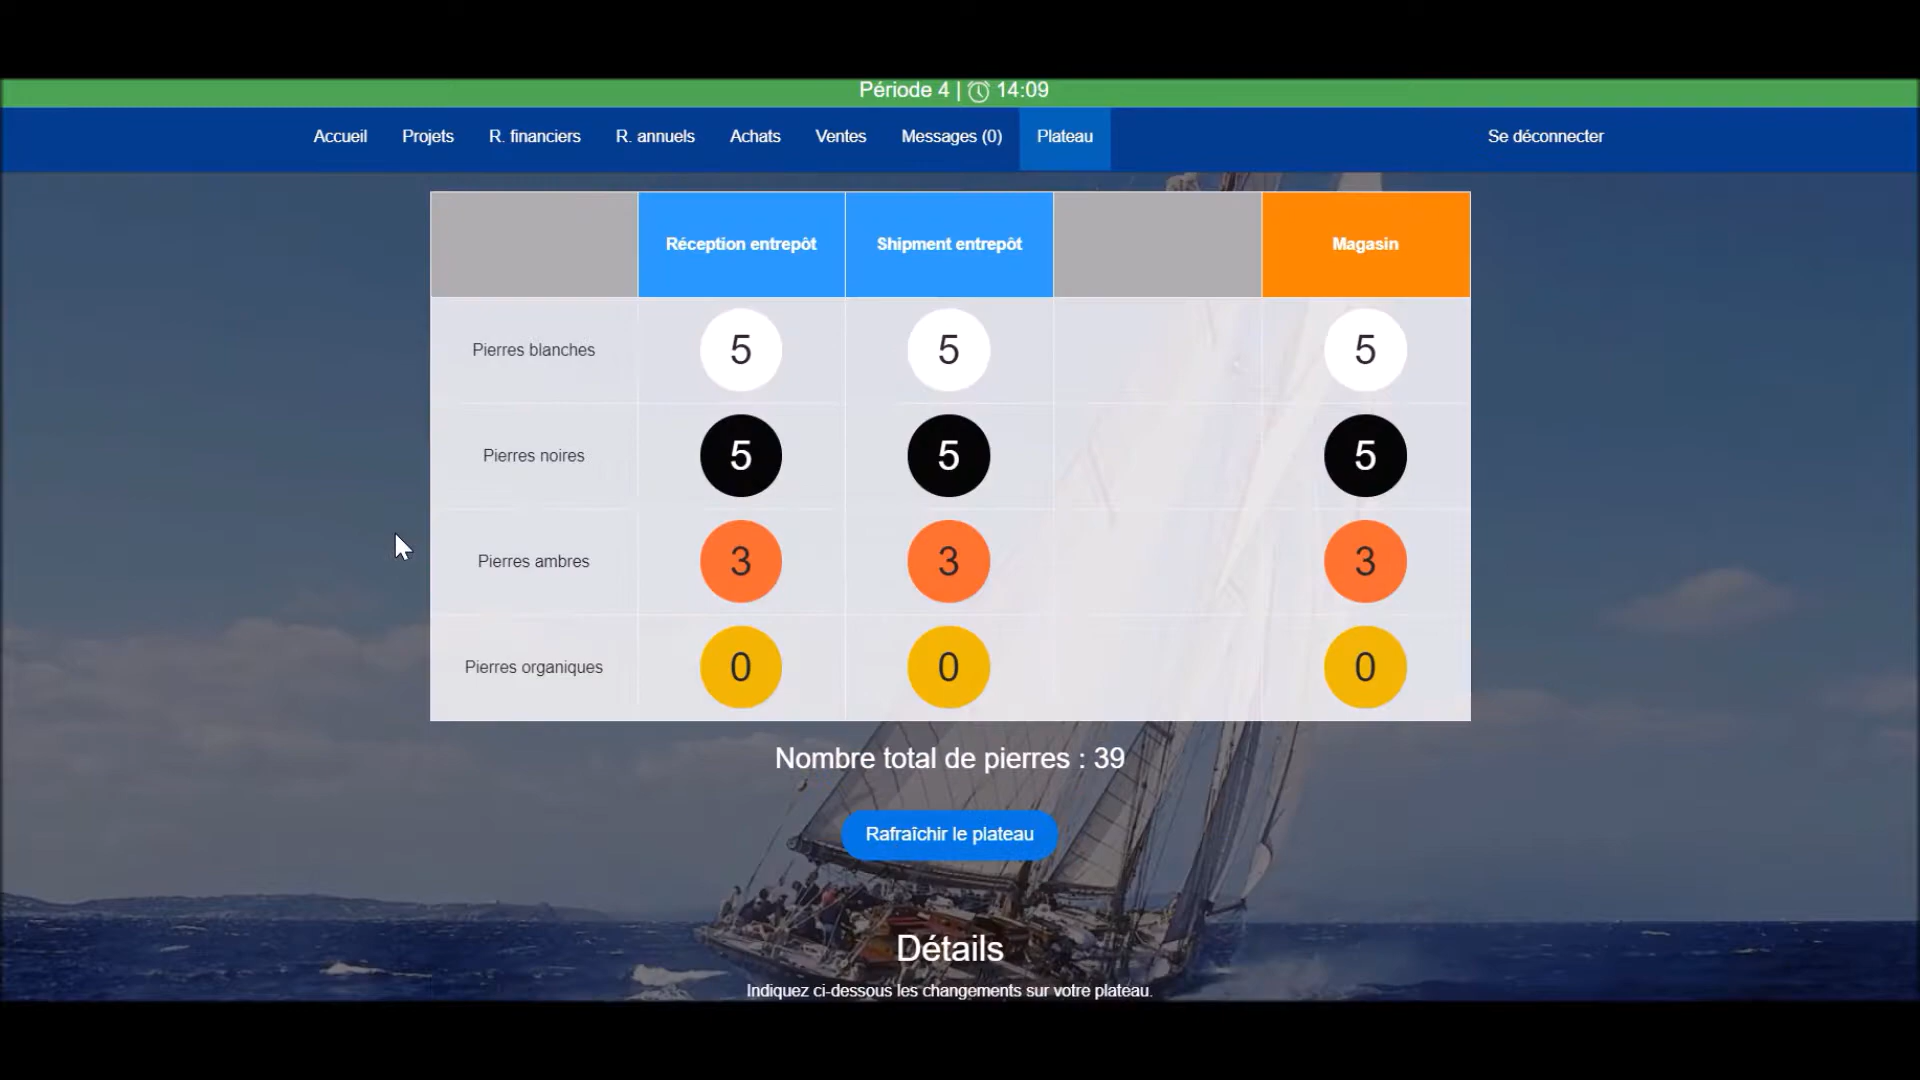 Période 4 | 14:09
Accueil Projets R. financiers R. annuels Achats Ventes Messages (0) Plateau Se déconnecter
Réception entrepôt Shipment entrepôt Magasin
Pierres blanches 5 5 5
Pierres noires 5 5 5
Pierres ambres 3 3 3
Pierres organiques 0 0 0
Nombre total de pierres : 39
Rafraîchir le plateau
Détails
Indiquez ci-dessous les changements sur votre plateau.